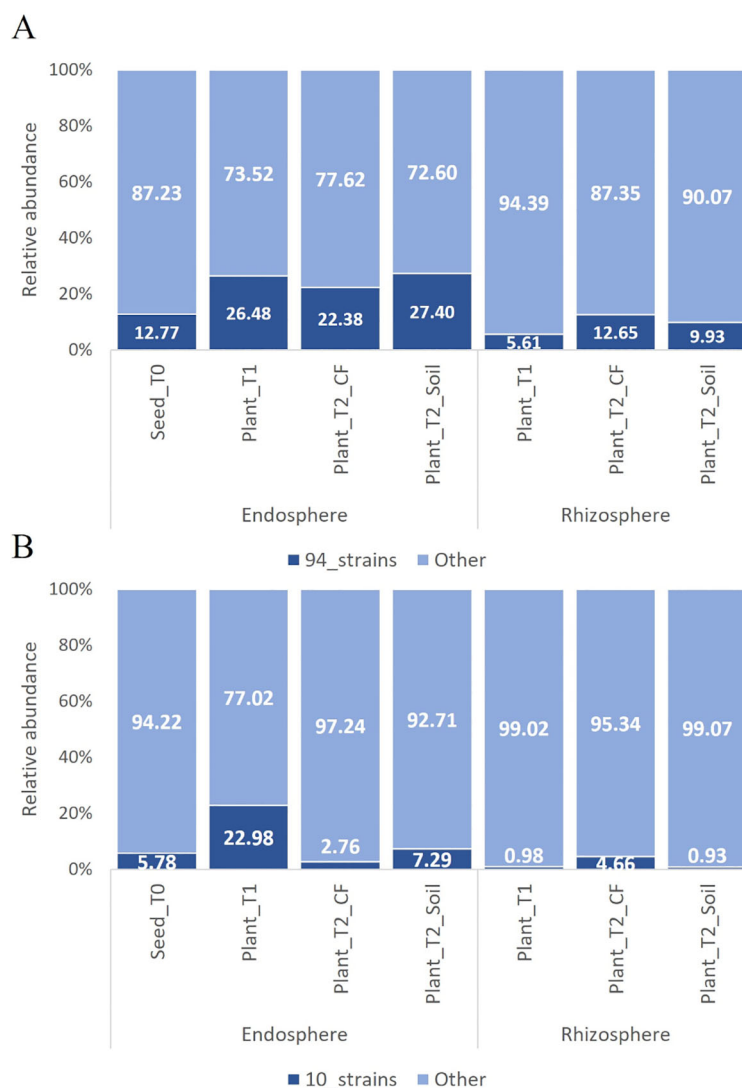 A
100%
80%
60%
40%
20%
0%
Relative abundance
87.23 73.52 77.62 72.60 94.39 87.35 90.07
12.77 26.48 22.38 27.40 5.61 12.65 9.93
Seed_T0 Plant_T1 Plant_T2_CF Plant_T2_Soil Plant_T1 Plant_T2_CF Plant_T2_Soil
Endosphere Rhizosphere
94_strains Other
B
100%
80%
60%
40%
20%
0%
Relative abundance
94.22 77.02 97.24 92.71 99.02 95.34 99.07
5.78 22.98 2.76 7.29 0.98 4.66 0.93
Seed_T0 Plant_T1 Plant_T2_CF Plant_T2_Soil Plant_T1 Plant_T2_CF Plant_T2_Soil
Endosphere Rhizosphere
10_strains Other